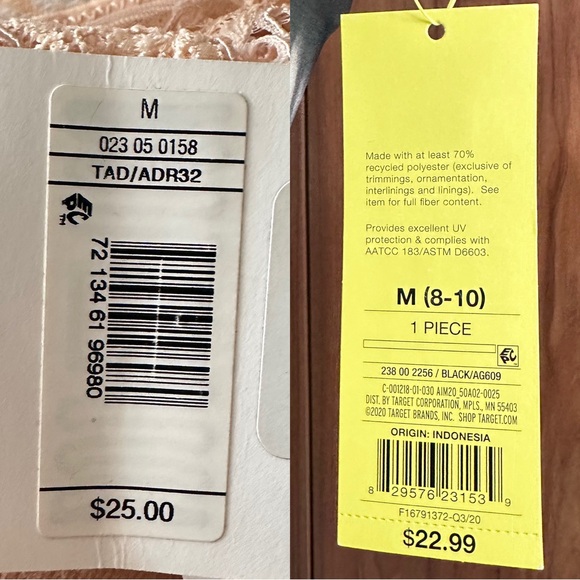 M
023 05 0158
TAD/ADR32
EPC™
72 134 61 96980
$25.00
Made with at least 70%
recycled polyester (exclusive of
trimmings, ornamentation,
interlinings and linings). See
item for full fiber content.
Provides excellent UV
protection & complies with
AATCC 183/ASTM D6603.
M (8-10)
1 PIECE
EPC
238 00 2256 / BLACK/AG609
C-001218-01-030 AIM20_50A02-0025
DIST. BY TARGET CORPORATION, MPLS., MN 55403
©2020 TARGET BRANDS, INC. SHOP TARGET.COM
ORIGIN: INDONESIA
8 29576 23153 9
F16791372-Q3/20
$22.99